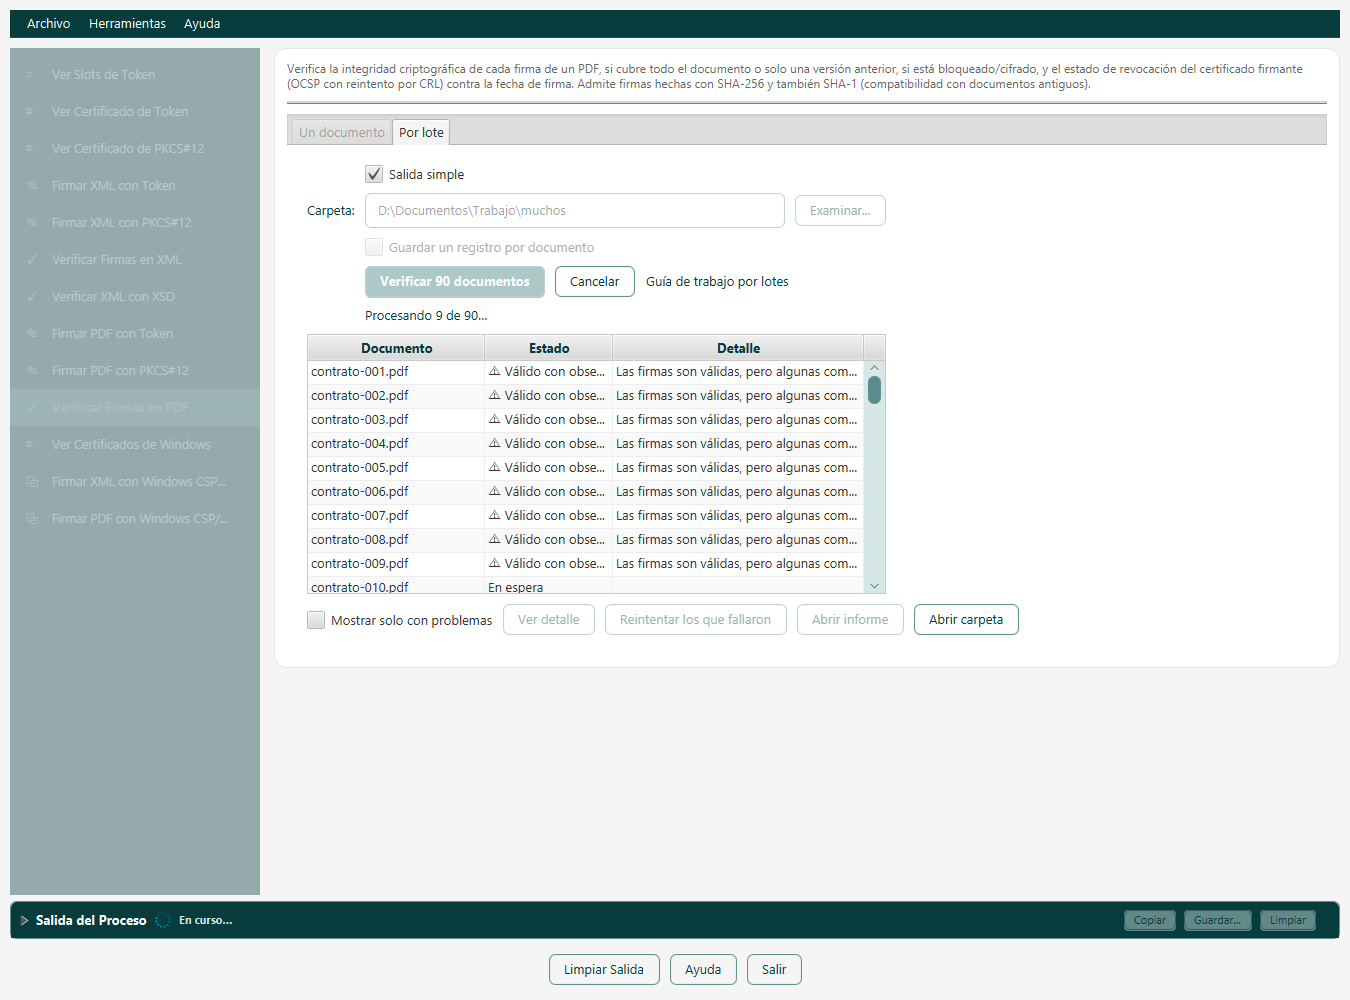 Archivo Herramientas Ayuda
Ver Slots de Token
Ver Certificado de Token
Ver Certificado de PKCS#12
Firmar XML con Token
Firmar XML con PKCS#12
Verificar Firmas en XML
Verificar XML con XSD
Firmar PDF con Token
Firmar PDF con PKCS#12
Verificar Firmas en PDF
Ver Certificados de Windows
Firmar XML con Windows CSP...
Firmar PDF con Windows CSP/...
Verifica la integridad criptográfica de cada firma de un PDF, si cubre todo el documento o solo una versión anterior, si está bloqueado/cifrado, y el estado de revocación del certificado firmante
(OCSP con reintento por CRL) contra la fecha de firma. Admite firmas hechas con SHA-256 y también SHA-1 (compatibilidad con documentos antiguos).
Un documento Por lote
Salida simple
Carpeta: D:\Documentos\Trabajo\muchos Examinar...
Guardar un registro por documento
Verificar 90 documentos Cancelar Guía de trabajo por lotes
Procesando 9 de 90...
Documento Estado Detalle
contrato-001.pdf ⚠ Válido con obse... Las firmas son válidas, pero algunas com...
contrato-002.pdf ⚠ Válido con obse... Las firmas son válidas, pero algunas com...
contrato-003.pdf ⚠ Válido con obse... Las firmas son válidas, pero algunas com...
contrato-004.pdf ⚠ Válido con obse... Las firmas son válidas, pero algunas com...
contrato-005.pdf ⚠ Válido con obse... Las firmas son válidas, pero algunas com...
contrato-006.pdf ⚠ Válido con obse... Las firmas son válidas, pero algunas com...
contrato-007.pdf ⚠ Válido con obse... Las firmas son válidas, pero algunas com...
contrato-008.pdf ⚠ Válido con obse... Las firmas son válidas, pero algunas com...
contrato-009.pdf ⚠ Válido con obse... Las firmas son válidas, pero algunas com...
contrato-010.pdf En espera
Mostrar solo con problemas Ver detalle Reintentar los que fallaron Abrir informe Abrir carpeta
Salida del Proceso En curso... Copiar Guardar... Limpiar
Limpiar Salida Ayuda Salir